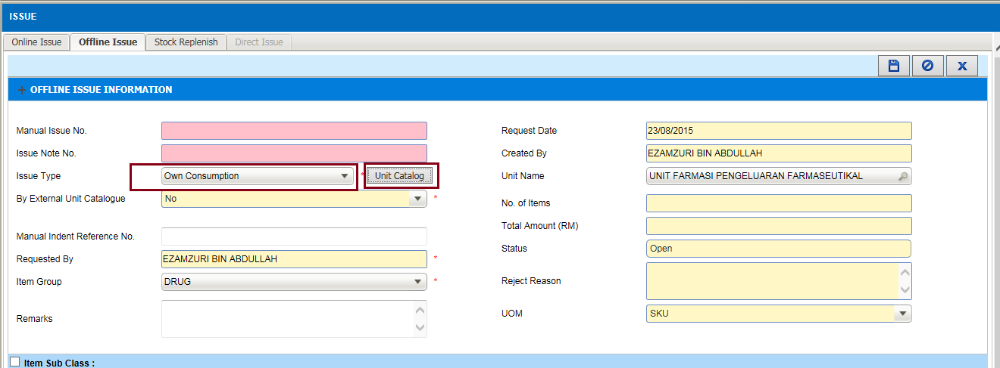 ISSUE
Online Issue Offline Issue Stock Replenish Direct Issue
X
+ OFFLINE ISSUE INFORMATION
Manual Issue No. Request Date 23/08/2015
Issue Note No. Created By EZAMZURI BIN ABDULLAH
Issue Type Own Consumption * Unit Catalog Unit Name UNIT FARMASI PENGELUARAN FARMASEUTIKAL
By External Unit Catalogue No * No. of Items
Manual Indent Reference No. Total Amount (RM)
Requested By EZAMZURI BIN ABDULLAH * Status Open
Item Group DRUG * Reject Reason
Remarks UOM SKU
Item Sub Class :